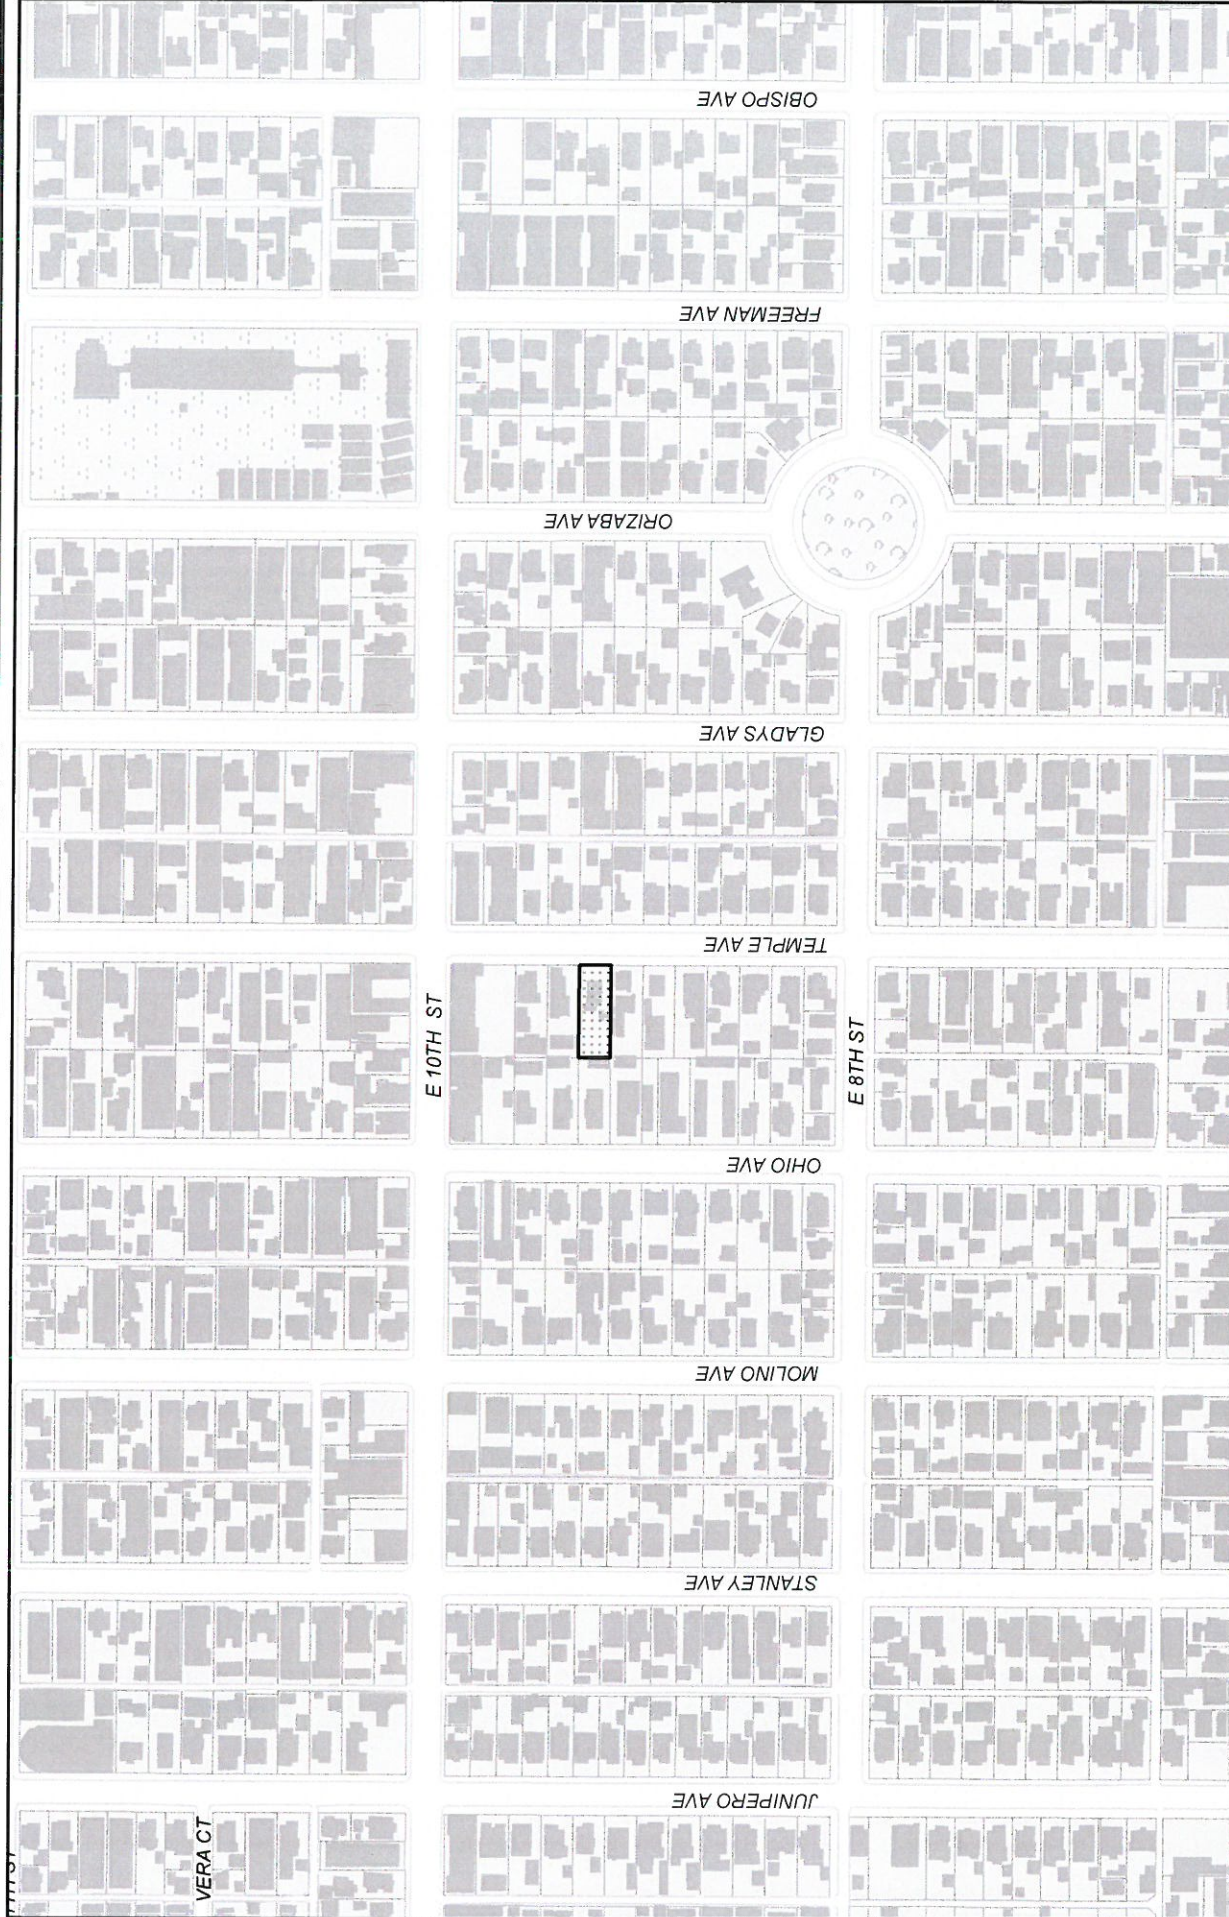 OBISPO AVE
FREEMAN AVE
ORIZABA AVE
GLADYS AVE
TEMPLE AVE
E 10TH ST
E 8TH ST
OHIO AVE
MOLINO AVE
STANLEY AVE
JUNIPERO AVE
VERA CT